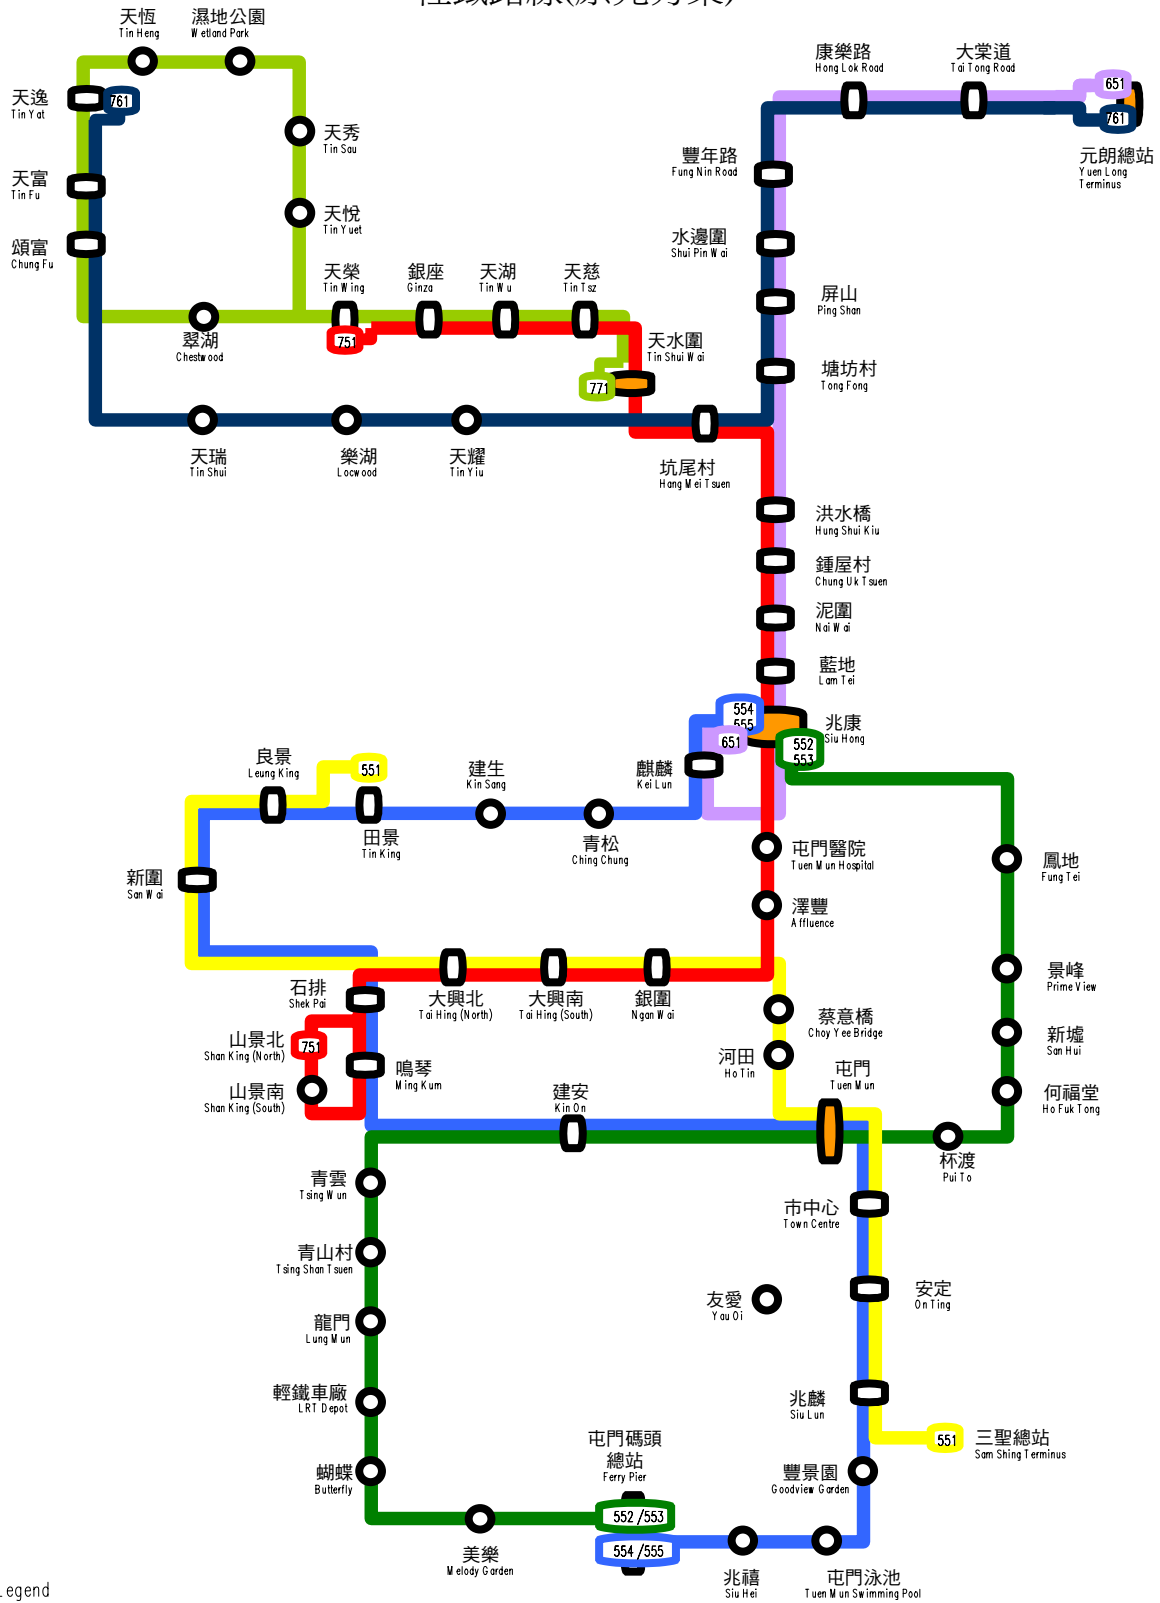 天恆
Tin Heng
濕地公園
Wetland Park
天逸
Tin Yat
761
天秀
Tin Sau
天富
Tin Fu
天悅
Tin Yuet
頌富
Chung Fu
康樂路
Hong Lok Road
大棠道
Tai Tong Road
651
761
元朗總站
Yuen Long
Terminus
豐年路
Fung Nin Road
水邊圍
Shui Pin Wai
天榮
Tin Wing
銀座
Ginza
天湖
Tin Wu
天慈
Tin Tsz
屏山
Ping Shan
翠湖
Chestwood
751
天水圍
Tin Shui Wai
771
塘坊村
Tong Fong
天瑞
Tin Shui
樂湖
Locwood
天耀
Tin Yiu
坑尾村
Hang Mei Tsuen
洪水橋
Hung Shui Kiu
鍾屋村
Chung Uk Tsuen
泥圍
Nai Wai
藍地
Lam Tei
554
555
651
兆康
Siu Hong
552
553
良景
Leung King
551
建生
Kin Sang
麒麟
Kei Lun
田景
Tin King
青松
Ching Chung
屯門醫院
Tuen Mun Hospital
鳳地
Fung Tei
新圍
San Wai
澤豐
Affluence
石排
Shek Pai
大興北
Tai Hing (North)
大興南
Tai Hing (South)
銀圍
Ngan Wai
景峰
Prime View
蔡意橋
Choy Yee Bridge
山景北
Shan King (North)
751
新墟
San Hui
河田
Ho Tin
屯門
Tuen Mun
鳴琴
Ming Kum
山景南
Shan King (South)
建安
Kin On
何福堂
Ho Fuk Tong
杯渡
Pui To
青雲
Tsing Wun
市中心
Town Centre
青山村
Tsing Shan Tsuen
友愛
Yau Oi
安定
On Ting
龍門
Lung Mun
輕鐵車廠
LRT Depot
兆麟
Siu Lun
551
三聖總站
Sam Shing Terminus
屯門碼頭
總站
Ferry Pier
蝴蝶
Butterfly
豐景園
Goodview Garden
552 /553
554 /555
美樂
Melody Garden
兆禧
Siu Hei
屯門泳池
Tuen Mun Swimming Pool
egend